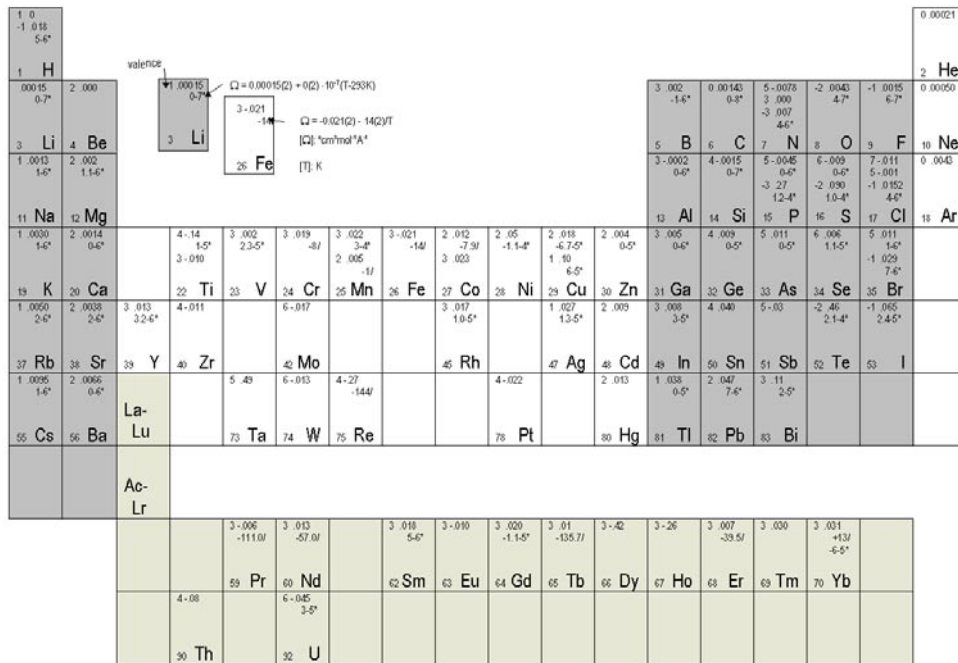 1 0
-1 .018
5-6*
1 H
0 .00021
2 He
valence
1 .00015
0-7*
3 Li
Ω = 0,00015(2) + 0(2) ·10⁻⁷(T-293K)
3 -.021
-14/
26 Fe
Ω = -0.021(2) - 14(2)/T
[T]: K
.00015
0-7*
3 Li
2 .000
4 Be
3 .002
-1-6*
5 B
0 .00143
0-8*
6 C
5 -.0078
3 .000
-3 .007
4-6*
7 N
-2 .0043
4-7*
8 O
-1 .0015
6-7*
9 F
0 .00050
10 Ne
1 .0013
1-6*
11 Na
2 .002
1.1-6*
12 Mg
3 -.0002
0-6*
13 Al
4 -.0015
0-7*
14 Si
5 -.0045
0-6*
-3 .27
1.2-4*
15 P
6 -.009
0-6*
-2 .090
1.0-4*
16 S
7 -.011
5 -.001
-1 .0152
4-6*
17 Cl
0 .0043
18 Ar
1 .0030
1-6*
19 K
2 .0014
0-6*
20 Ca
4 -.14
1-5*
3 -.010
22 Ti
3 .002
2.3-5*
23 V
3 .019
-8/
24 Cr
3 .022
3-4*
2 .005
-1/
25 Mn
3 -.021
-14/
26 Fe
2 .012
-7.9/
3 .023
27 Co
2 .05
-1.1-4*
28 Ni
2 .018
-6.7-5*
1 .10
6-5*
29 Cu
2 .004
0-5*
30 Zn
3 .005
0-6*
31 Ga
4 .009
0-5*
32 Ge
5 .011
0-5*
33 As
6 .006
1.1-5*
34 Se
5 .011
1-6*
-1 .029
7-6*
35 Br
1 .0050
2-6*
37 Rb
2 .0038
2-6*
38 Sr
3 .013
3.2-6*
39 Y
4 -.011
40 Zr
6 -.017
42 Mo
3 .017
1.0-5*
45 Rh
1 .027
1.3-5*
47 Ag
2 .009
48 Cd
3 .008
3-5*
49 In
4 .040
50 Sn
5 -.03
51 Sb
-2 .46
2.1-4*
52 Te
-1 .065
2.4-5*
53 I
1 .0095
1-6*
55 Cs
2 .0066
0-6*
56 Ba
La-
Lu
5 .49
73 Ta
6 -.013
74 W
4 -.27
-144/
75 Re
4 -.022
78 Pt
2 .013
80 Hg
1 .038
0-5*
81 Tl
2 .047
7-6*
82 Pb
3 .11
2-5*
83 Bi
Ac-
Lr
3 -.006
-111.0/
59 Pr
3 .013
-57.0/
60 Nd
3 .018
5-6*
62 Sm
3 -.010
63 Eu
3 .020
-1.1-5*
64 Gd
3 .01
-135.7/
65 Tb
3 -.42
66 Dy
3 -.26
67 Ho
3 .007
-39.5/
68 Er
3 .030
69 Tm
3 .031
+13/
-6-5*
70 Yb
4 -.08
90 Th
6 -.045
3-5*
92 U